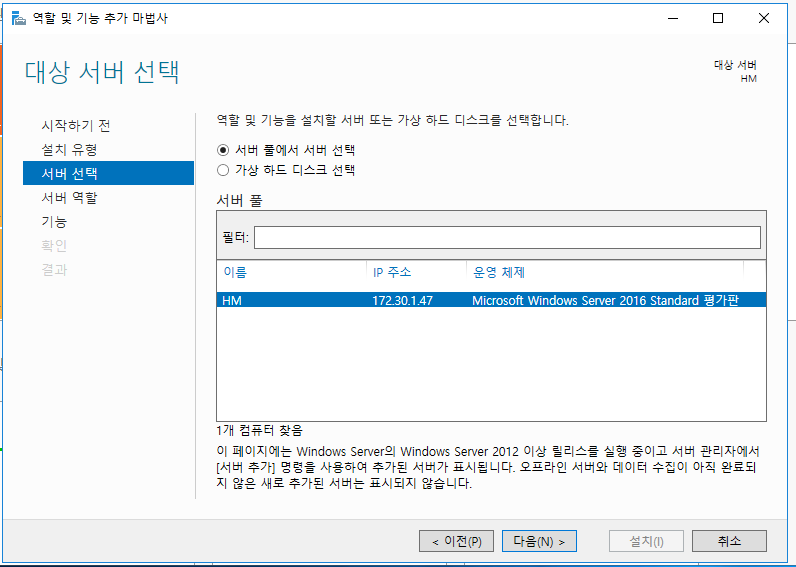 역할 및 기능 추가 마법사
대상 서버 선택
대상 서버
HM
시작하기 전
설치 유형
서버 선택
서버 역할
기능
확인
결과
역할 및 기능을 설치할 서버 또는 가상 하드 디스크를 선택합니다.
서버 풀에서 서버 선택
가상 하드 디스크 선택
서버 풀
필터:
이름 IP 주소 운영 체제
HM 172.30.1.47 Microsoft Windows Server 2016 Standard 평가판
1개 컴퓨터 찾음
이 페이지에는 Windows Server의 Windows Server 2012 이상 릴리스를 실행 중이고 서버 관리자에서
[서버 추가] 명령을 사용하여 추가된 서버가 표시됩니다. 오프라인 서버와 데이터 수집이 아직 완료되
지 않은 새로 추가된 서버는 표시되지 않습니다.
< 이전(P) 다음(N) > 설치(I) 취소